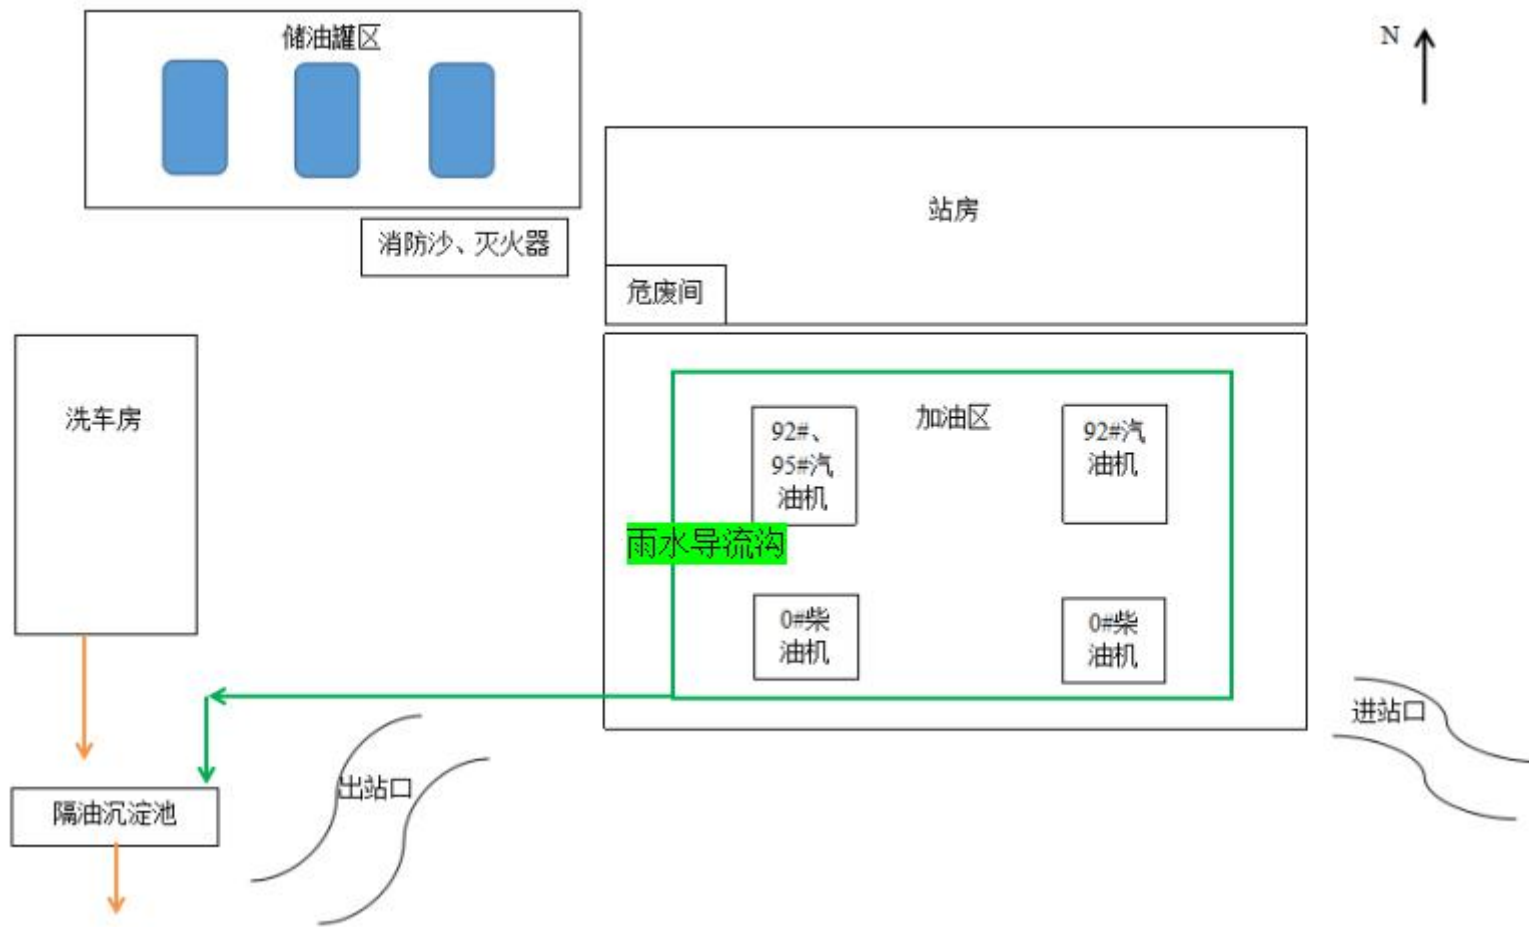 储油罐区
N
站房
消防沙、灭火器
危废间
洗车房
加油区
92#、
95#汽
油机
92#汽
油机
雨水导流沟
0#柴
油机
0#柴
油机
进站口
出站口
隔油沉淀池